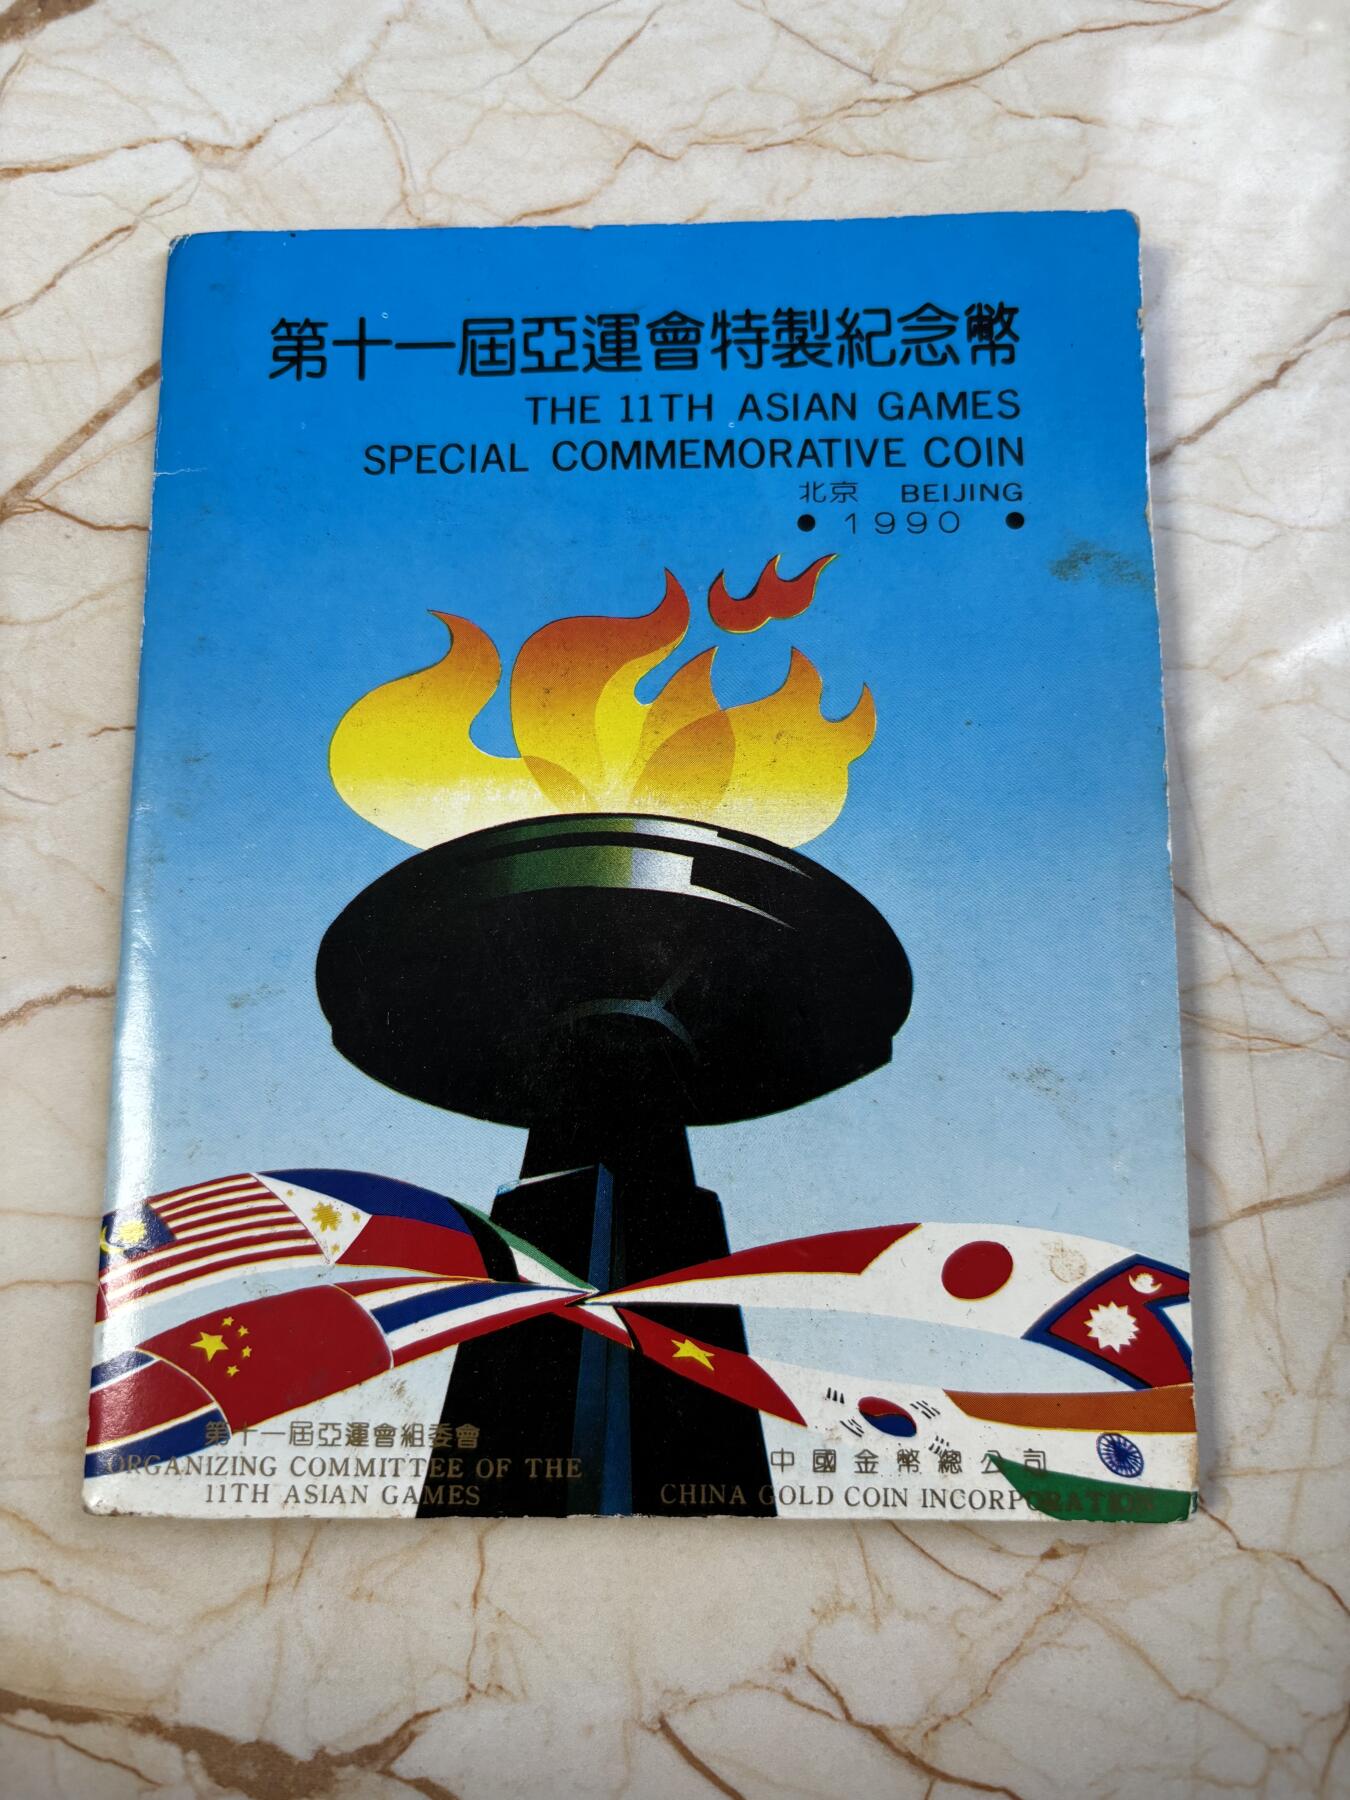 第十一屆亞運會特製紀念幣
THE 11TH ASIAN GAMES
SPECIAL COMMEMORATIVE COIN
北京 BEIJING
• 1990 •
第十一屆亞運會組委會
ORGANIZING COMMITTEE OF THE
11TH ASIAN GAMES
中國金幣總公司
CHINA GOLD COIN INCORPORATION